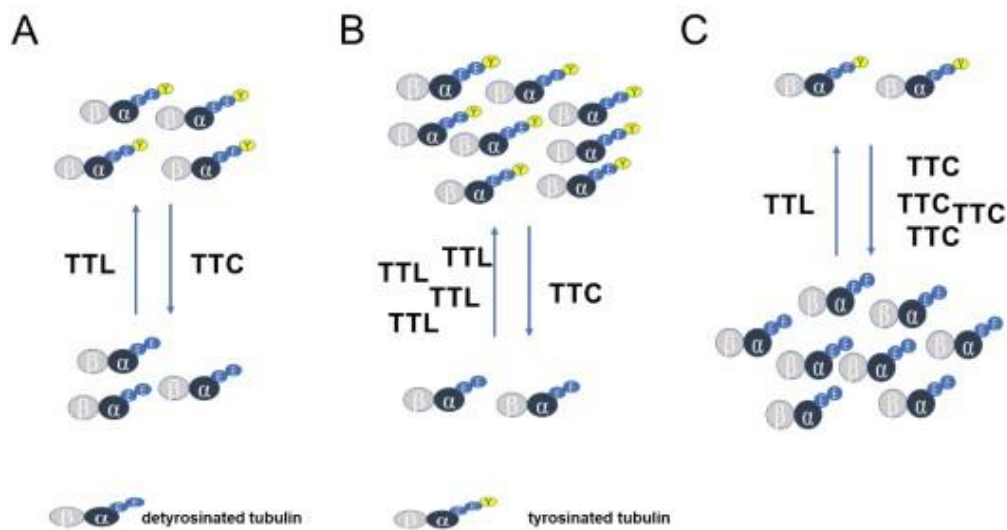 A
β α E E Y
β α E E Y
β α E E Y
β α E E Y
TTL
TTC
β α E E
β α E E
β α E E
B
β α E E Y
β α E E Y
β α E E Y
β α E E Y
β α E E Y
β α E E Y
β α E E Y
β α E E Y
TTL
TTL
TTL
TTL
TTC
β α E E
β α E E
C
β α E E Y
β α E E Y
TTL
TTC
TTC
TTC
TTC
β α E E
β α E E
β α E E
β α E E
β α E E
β α E E
β α E E
β α E E
β α E E detyrosinated tubulin
β α E E Y tyrosinated tubulin